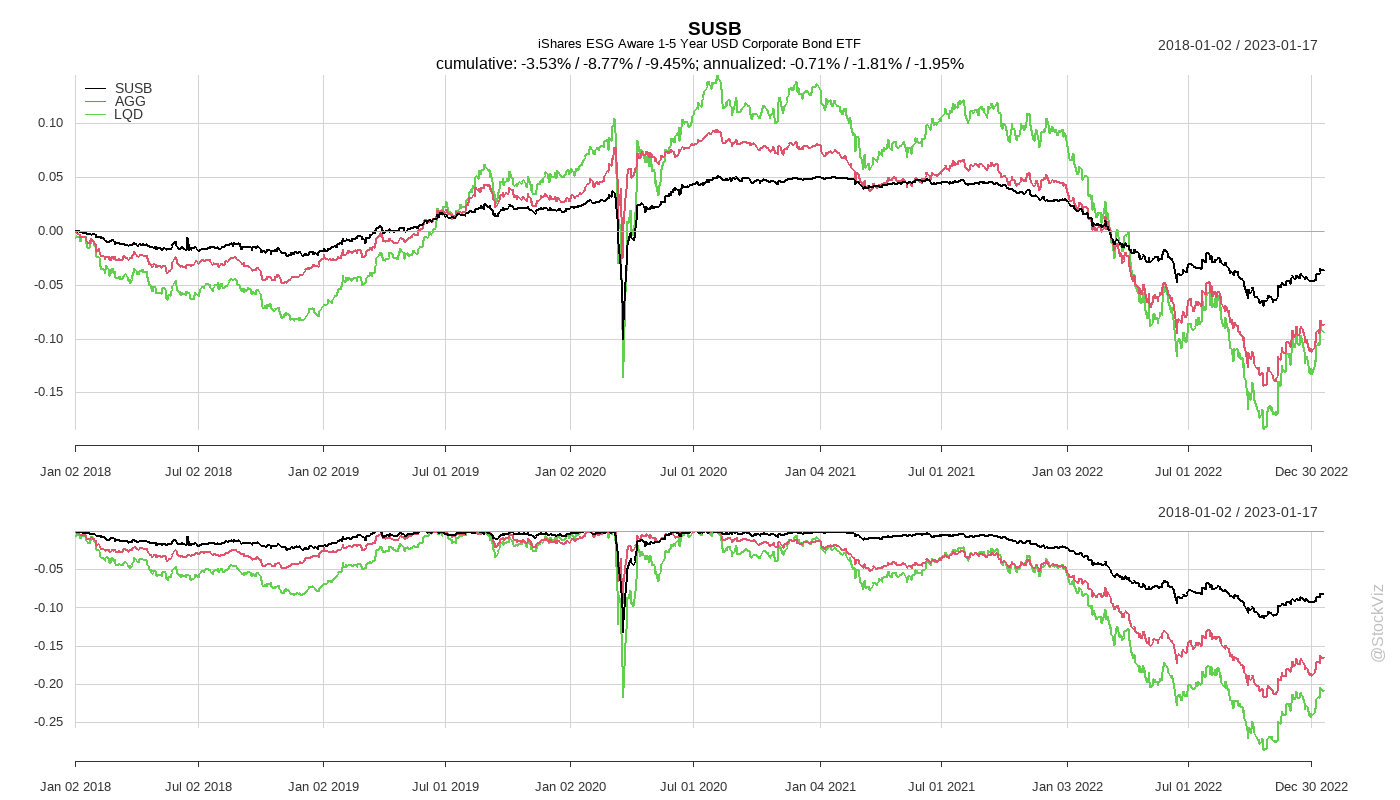 SUSB
iShares ESG Aware 1-5 Year USD Corporate Bond ETF
2018-01-02 / 2023-01-17
cumulative: -3.53% / -8.77% / -9.45%; annualized: -0.71% / -1.81% / -1.95%
SUSB
AGG
LQD
0.10
0.05
0.00
-0.05
-0.10
-0.15
Jan 02 2018 Jul 02 2018 Jan 02 2019 Jul 01 2019 Jan 02 2020 Jul 01 2020 Jan 04 2021 Jul 01 2021 Jan 03 2022 Jul 01 2022 Dec 30 2022
2018-01-02 / 2023-01-17
-0.05
-0.10
-0.15
-0.20
-0.25
Jan 02 2018 Jul 02 2018 Jan 02 2019 Jul 01 2019 Jan 02 2020 Jul 01 2020 Jan 04 2021 Jul 01 2021 Jan 03 2022 Jul 01 2022 Dec 30 2022
@StockViz